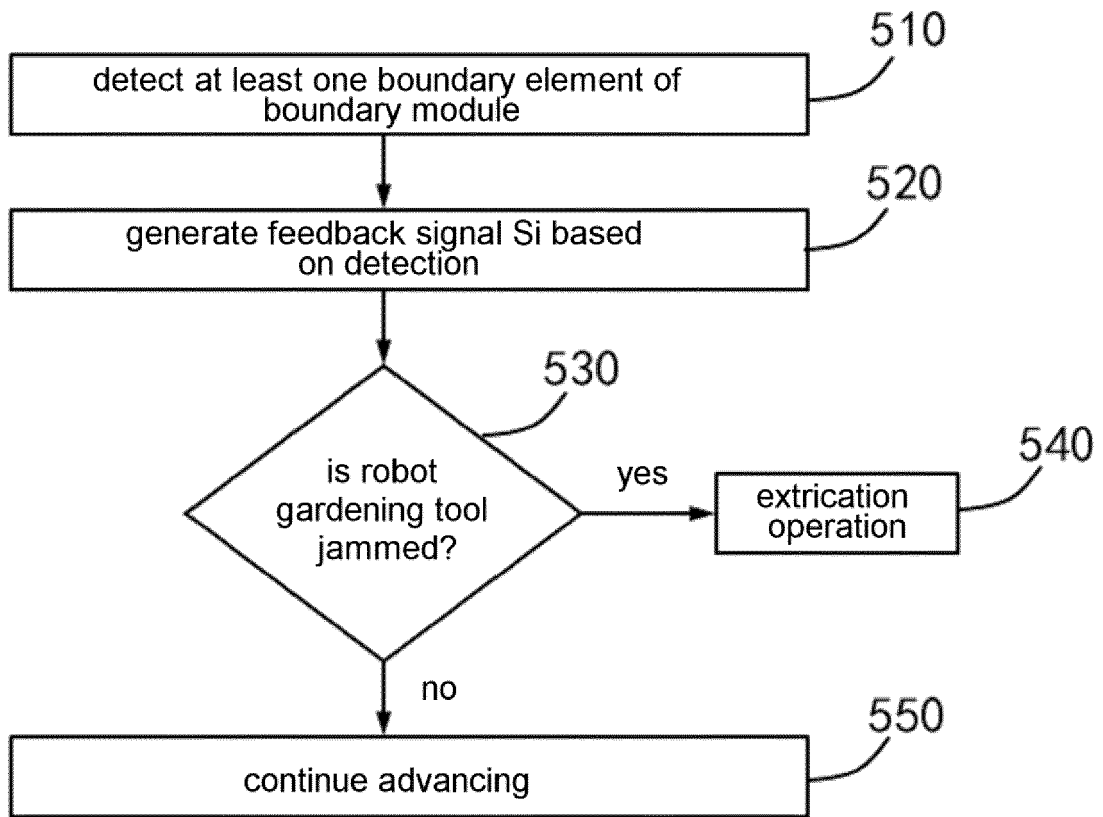 510
detect at least one boundary element of
boundary module
520
generate feedback signal Si based
on detection
530
is robot
gardening tool
jammed?
yes
540
extrication
operation
no
550
continue advancing